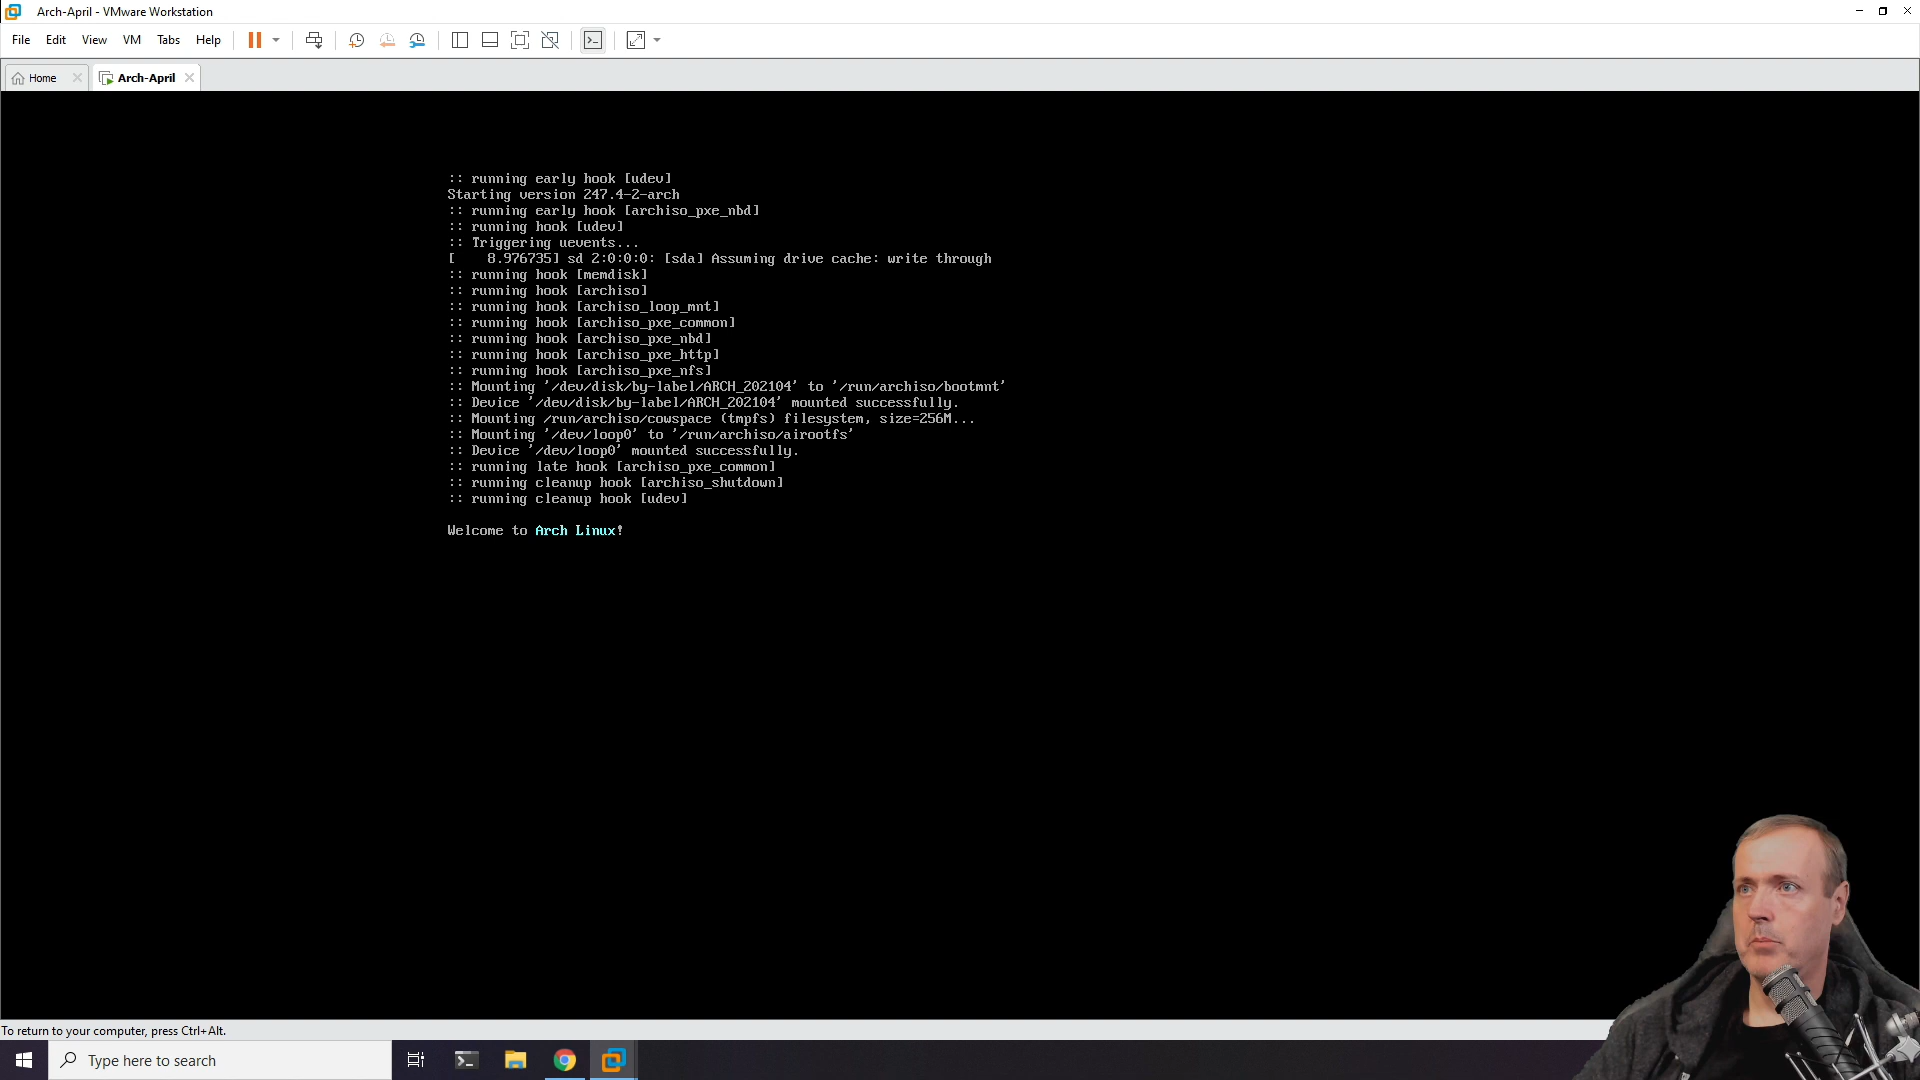 Arch-April - VMware Workstation
File Edit View VM Tabs Help
Home Arch-April
:: running early hook [udev]
Starting version 247.4-2-arch
:: running early hook [archiso_pxe_nbd]
:: running hook [udev]
:: Triggering uevents...
[    8.976735] sd 2:0:0:0: [sda] Assuming drive cache: write through
:: running hook [memdisk]
:: running hook [archiso]
:: running hook [archiso_loop_mnt]
:: running hook [archiso_pxe_common]
:: running hook [archiso_pxe_nbd]
:: running hook [archiso_pxe_http]
:: running hook [archiso_pxe_nfs]
:: Mounting '/dev/disk/by-label/ARCH_202104' to '/run/archiso/bootmnt'
:: Device '/dev/disk/by-label/ARCH_202104' mounted successfully.
:: Mounting /run/archiso/cowspace (tmpfs) filesystem, size=256M...
:: Mounting '/dev/loop0' to '/run/archiso/airootfs'
:: Device '/dev/loop0' mounted successfully.
:: running late hook [archiso_pxe_common]
:: running cleanup hook [archiso_shutdown]
:: running cleanup hook [udev]
Welcome to Arch Linux!
To return to your computer, press Ctrl+Alt.
Type here to search